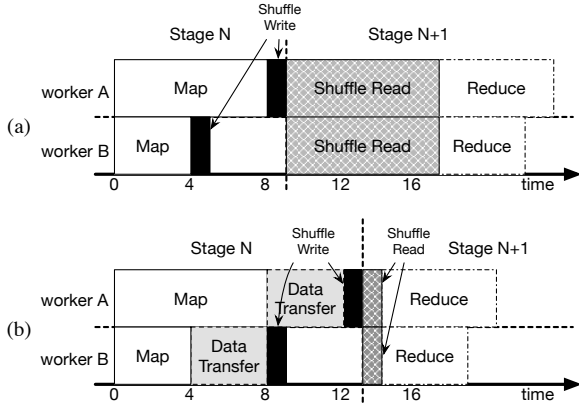 Shuffle
Write
Stage N
Stage N+1
worker A
Map
Shuffle Read
Reduce
(a)
worker B
Map
Shuffle Read
Reduce
0
4
8
12
16
time
Stage N
Shuffle
Write
Shuffle
Read
Stage N+1
worker A
Map
Data
Transfer
Reduce
(b)
worker B
Map
Data
Transfer
Reduce
0
4
8
12
16
time